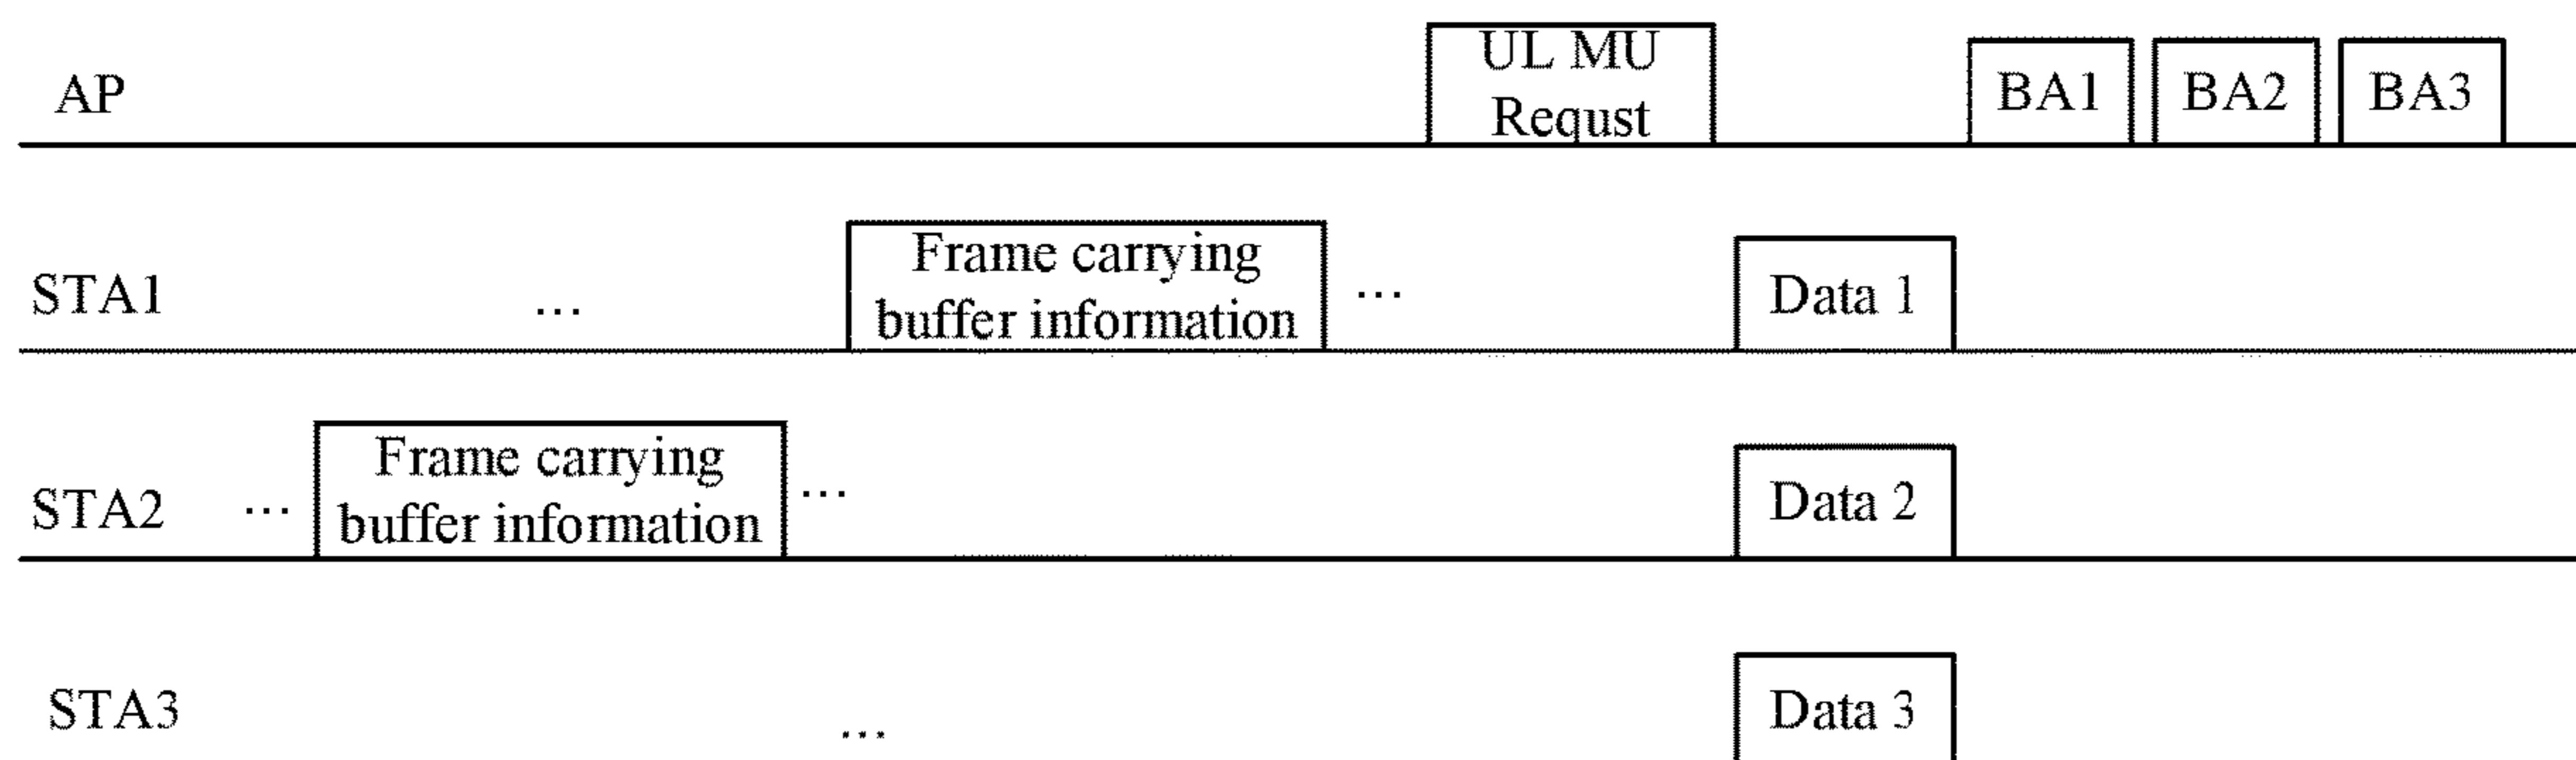 AP
UL MU
Requst
BA1
BA2
BA3
STA1
...
Frame carrying
buffer information
...
Data 1
STA2
...
Frame carrying
buffer information
...
Data 2
STA3
...
Data 3